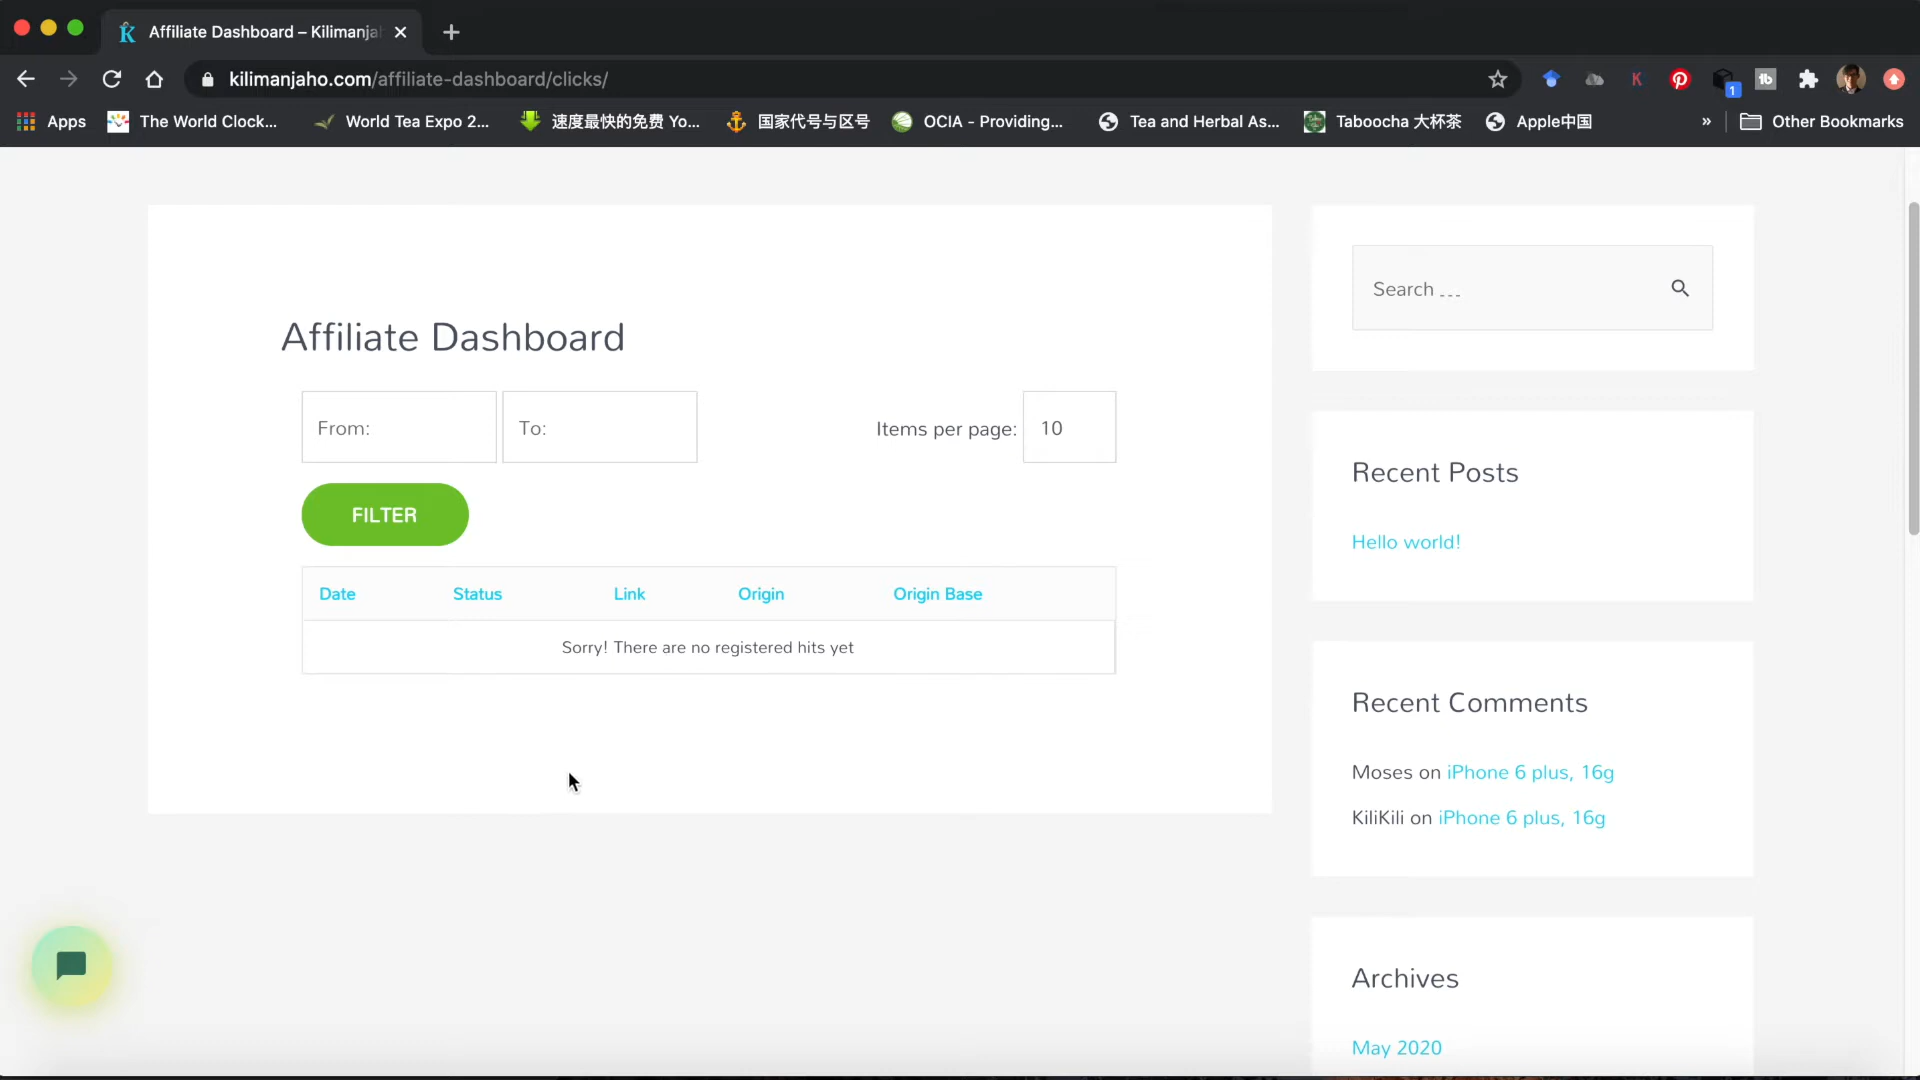 Affiliate Dashboard – Kilimanja
kilimanjaho.com/affiliate-dashboard/clicks/
1
Apps
The World Clock...
World Tea Expo 2...
速度最快的免费 Yo...
国家代号与区号
OCIA - Providing...
Tea and Herbal As...
Taboocha 大杯茶
Apple中国
»
Other Bookmarks
Affiliate Dashboard
From:
To:
Items per page:
10
FILTER
Date
Status
Link
Origin
Origin Base
Sorry! There are no registered hits yet
Search ...
Recent Posts
Hello world!
Recent Comments
Moses on iPhone 6 plus, 16g
KiliKili on iPhone 6 plus, 16g
Archives
May 2020